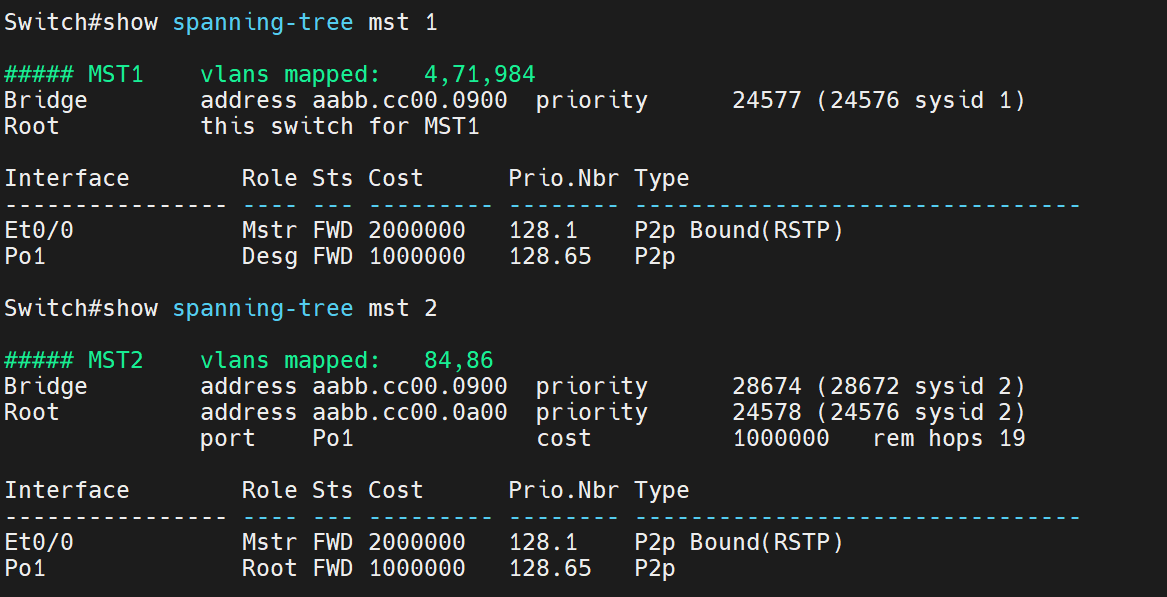 Switch#show spanning-tree mst 1
##### MST1    vlans mapped:   4,71,984
Bridge        address aabb.cc00.0900  priority      24577 (24576 sysid 1)
Root          this switch for MST1
Interface        Role Sts Cost      Prio.Nbr Type
---------------- ---- --- --------- -------- --------------------------------
Et0/0            Mstr FWD 2000000   128.1    P2p Bound(RSTP)
Po1              Desg FWD 1000000   128.65   P2p
Switch#show spanning-tree mst 2
##### MST2    vlans mapped:   84,86
Bridge        address aabb.cc00.0900  priority      28674 (28672 sysid 2)
Root          address aabb.cc00.0a00  priority      24578 (24576 sysid 2)
              port    Po1             cost          1000000   rem hops 19
Interface        Role Sts Cost      Prio.Nbr Type
---------------- ---- --- --------- -------- --------------------------------
Et0/0            Mstr FWD 2000000   128.1    P2p Bound(RSTP)
Po1              Root FWD 1000000   128.65   P2p